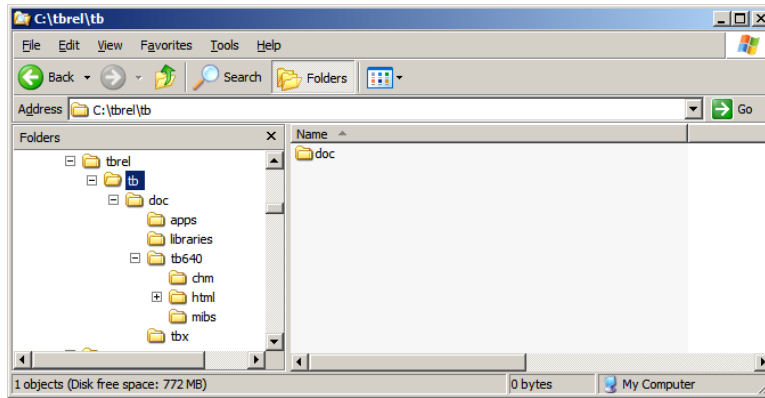 C:\tbrel\tb
File Edit View Favorites Tools Help
Back Search Folders
Address C:\tbrel\tb Go
Folders x Name
tbrel
doc
tb
doc
apps
libraries
tb640
chm
html
mibs
tbx
1 objects (Disk free space: 772 MB) 0 bytes My Computer